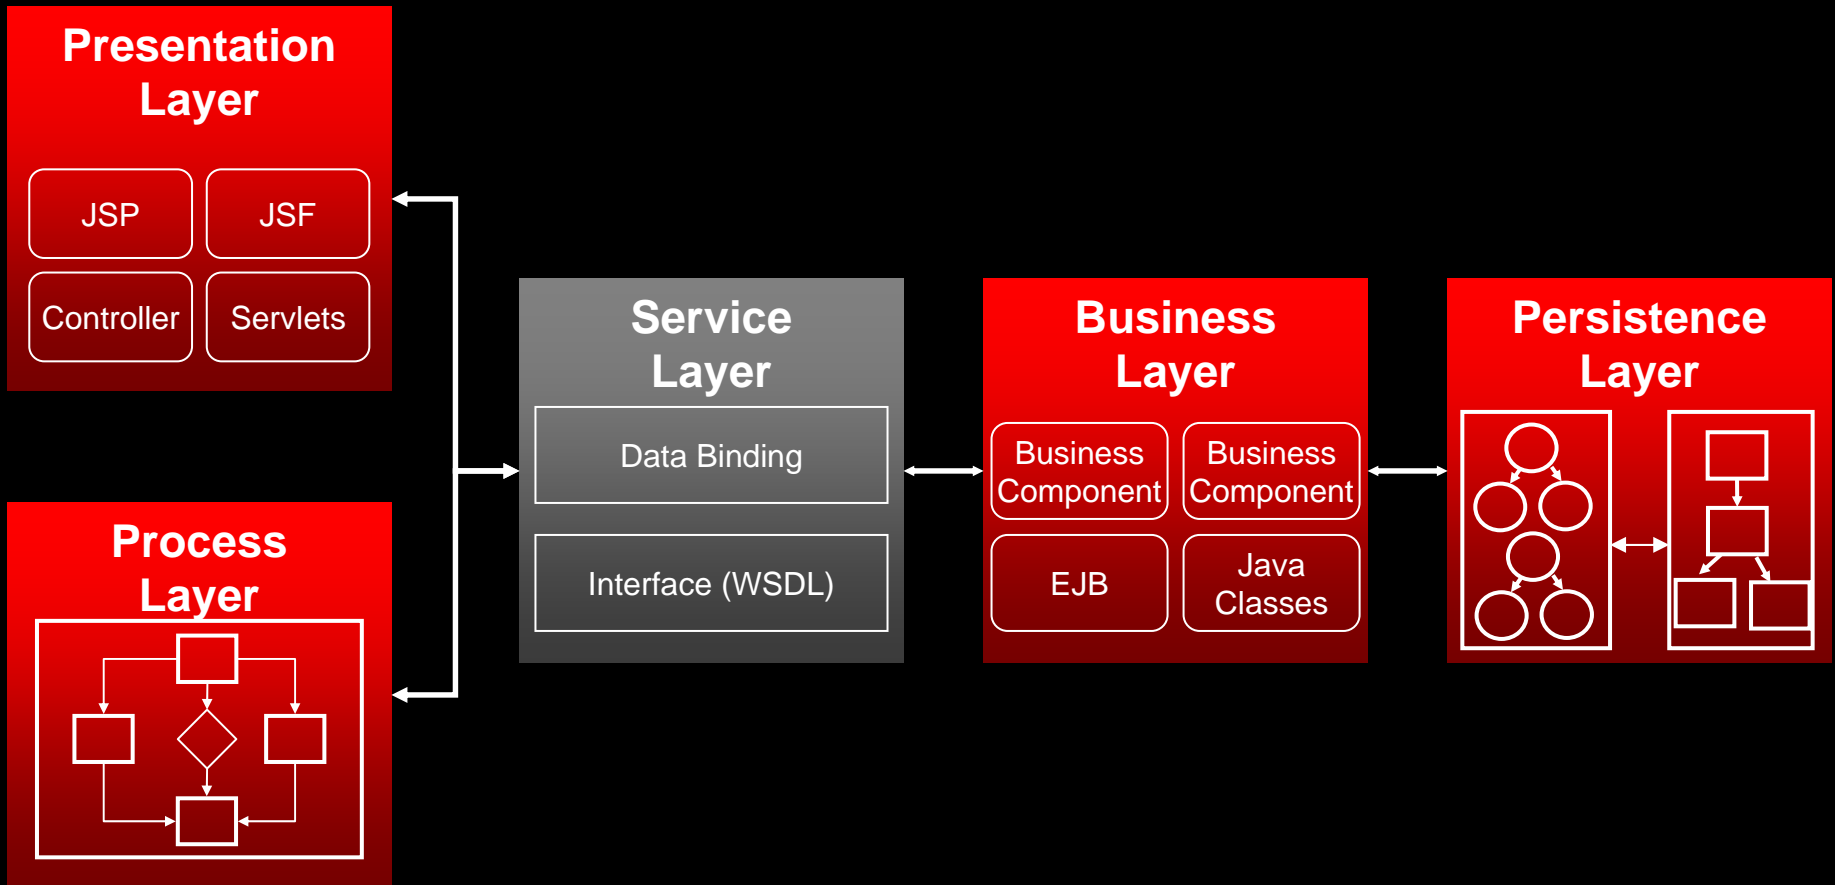 Presentation
Layer
JSP
JSF
Controller
Servlets
Process
Layer
Service
Layer
Data Binding
Interface (WSDL)
Business
Layer
Business
Component
Business
Component
EJB
Java
Classes
Persistence
Layer